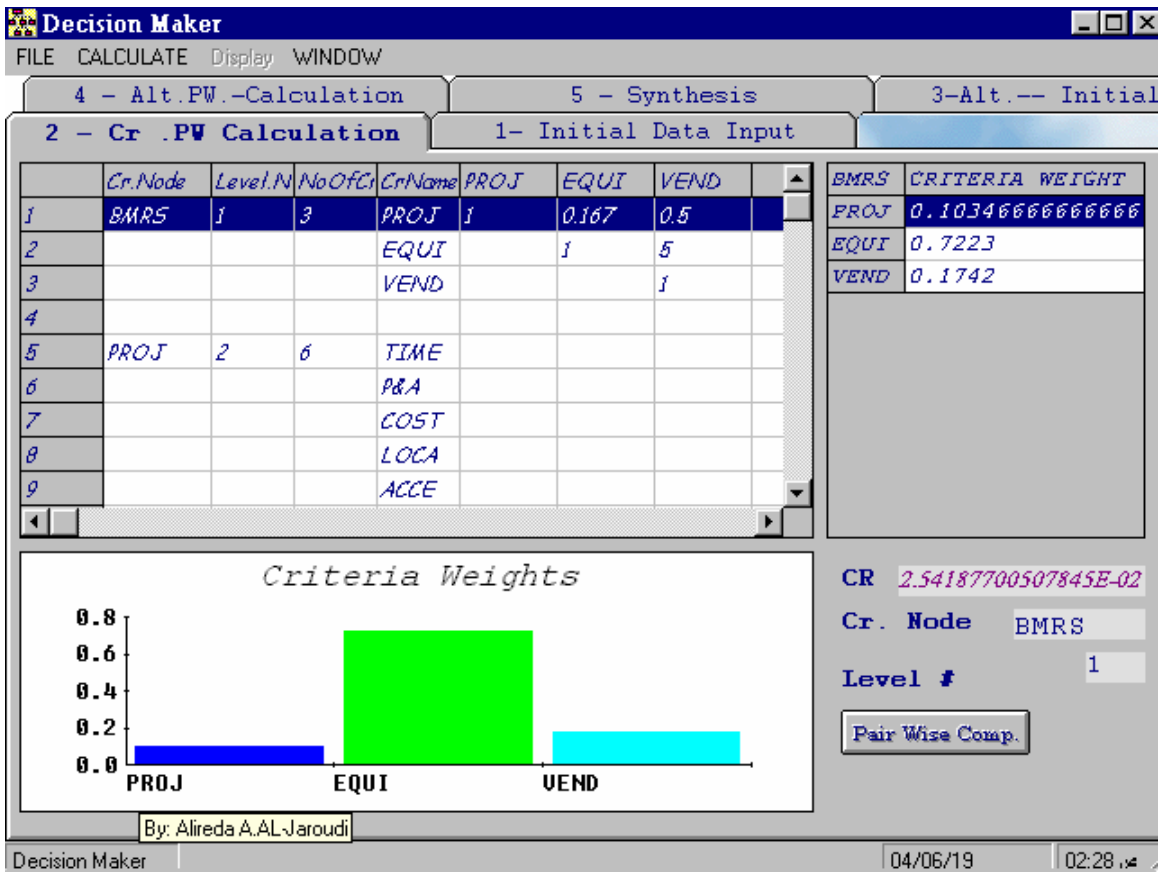 Decision Maker
FILE CALCULATE Display WINDOW
4 - Alt.PW.-Calculation 5 - Synthesis 3-Alt.-- Initial
2 - Cr .PW Calculation 1- Initial Data Input
Cr.Node Level.N NoOfCr CrName PROJ EQUI VEND
1 BMRS 1 3 PROJ 1 0.167 0.5
2 EQUI 1 5
3 VEND 1
4
5 PROJ 2 6 TIME
6 P&A
7 COST
8 LOCA
9 ACCE
BMRS CRITERIA WEIGHT
PROJ 0.10346666666666
EQUI 0.7223
VEND 0.1742
Criteria Weights
0.8
0.6
0.4
0.2
0.0
PROJ EQUI VEND
CR 2.54187700507845E-02
Cr. Node BMRS
Level # 1
Pair Wise Comp.
By: Alireda A.AL-Jaroudi
Decision Maker 04/06/19 02:28